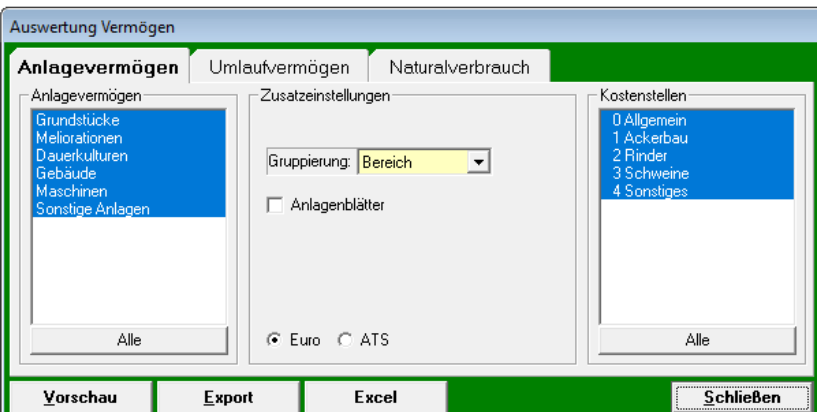 Auswertung Vermögen
Anlagevermögen Umlaufvermögen Naturalverbrauch
Anlagevermögen
Grundstücke
Meliorationen
Dauerkulturen
Gebäude
Maschinen
Sonstige Anlagen
Alle
Zusatzeinstellungen
Gruppierung: Bereich
Anlagenblätter
Euro ATS
Kostenstellen
0 Allgemein
1 Ackerbau
2 Rinder
3 Schweine
4 Sonstiges
Alle
Vorschau Export Excel Schließen